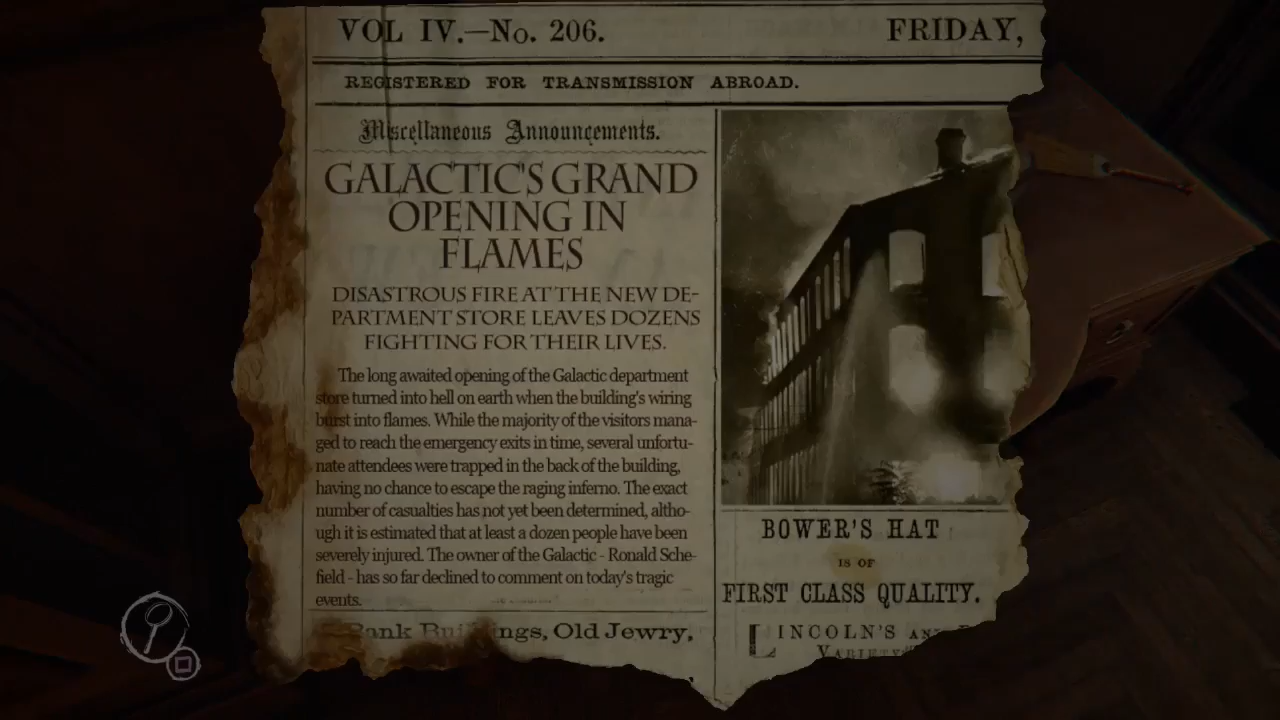 VOL IV.—No. 206.
FRIDAY,
REGISTERED FOR TRANSMISSION ABROAD.
Miscellaneous Announcements.
GALACTIC'S GRAND
OPENING IN
FLAMES
DISASTROUS FIRE AT THE NEW DE-
PARTMENT STORE LEAVES DOZENS
FIGHTING FOR THEIR LIVES.
The long awaited opening of the Galactic department
store turned into hell on earth when the building's wiring
burst into flames. While the majority of the visitors mana-
ged to reach the emergency exits in time, several unfortu-
nate attendees were trapped in the back of the building,
having no chance to escape the raging inferno. The exact
number of casualties has not yet been determined, altho-
ugh it is estimated that at least a dozen people have been
severely injured. The owner of the Galactic - Ronald Sche-
field - has so far declined to comment on today's tragic
events.
Bank Buildings, Old Jewry,
BOWER'S HAT
IS OF
FIRST CLASS QUALITY.
LINCOLN'S